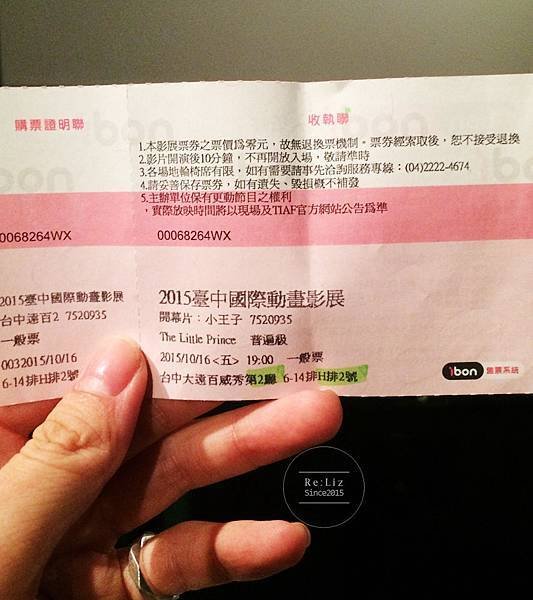 購票證明聯
收執聯
1.本影展票券之票價為零元，故無退換票機制。票券經索取後，恕不接受退換
2.影片開演後10分鐘，不再開放入場，敬請準時
3.各場地輪椅席有限，如有需要請事先洽詢服務專線：(04)2222-4674
4.請妥善保存票券，如有遺失、毀損概不補發
5.主辦單位保有更動節目之權利
，實際放映時間將以現場及TIAF官方網站公告為準
00068264WX
00068264WX
2015臺中國際動畫影展
台中遠百2 7520935
一般票
0032015/10/16
6-14排H排2號
2015臺中國際動畫影展
開幕片：小王子 7520935
The Little Prince 普遍級
2015/10/16<五> 19:00 一般票
台中大遠百威秀第2廳 6-14排H排2號
ibon 售票系統
Re:Liz
Since2015